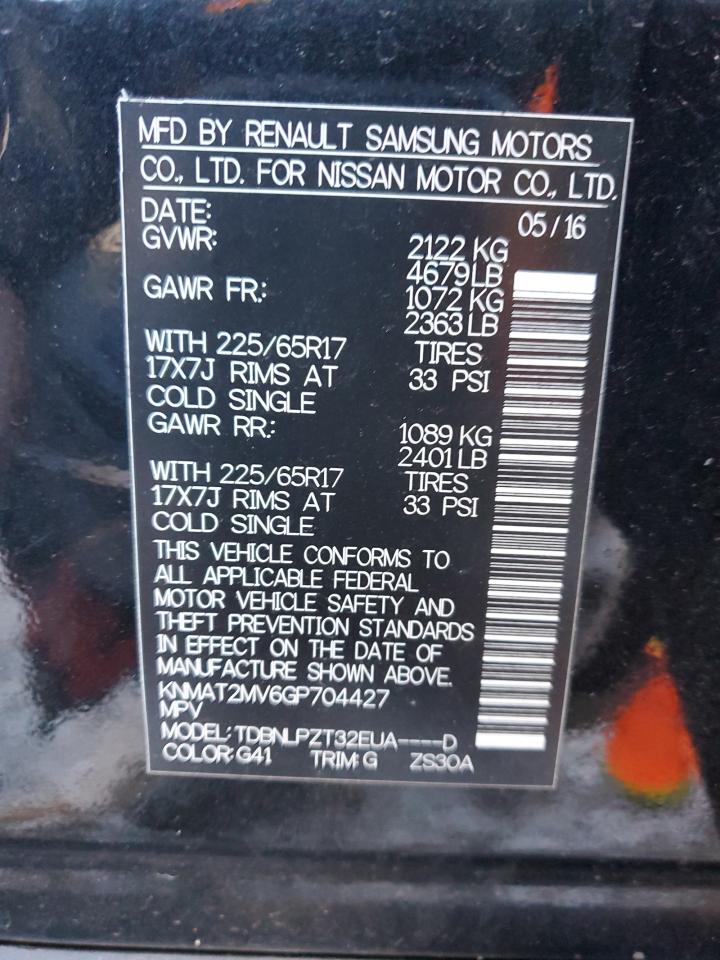 MFD BY RENAULT SAMSUNG MOTORS
CO., LTD. FOR NISSAN MOTOR CO., LTD.
DATE: 05/16
GVWR: 2122 KG
4679 LB
GAWR FR: 1072 KG
2363 LB
WITH 225/65R17 TIRES
17X7J RIMS AT 33 PSI
COLD SINGLE
GAWR RR: 1089 KG
2401 LB
WITH 225/65R17 TIRES
17X7J RIMS AT 33 PSI
COLD SINGLE
THIS VEHICLE CONFORMS TO
ALL APPLICABLE FEDERAL
MOTOR VEHICLE SAFETY AND
THEFT PREVENTION STANDARDS
IN EFFECT ON THE DATE OF
MANUFACTURE SHOWN ABOVE.
KNMAT2MV6GP704427
MPV
MODEL: TDBNLPZT32EUA----D
COLOR: G41 TRIM: G ZS30A